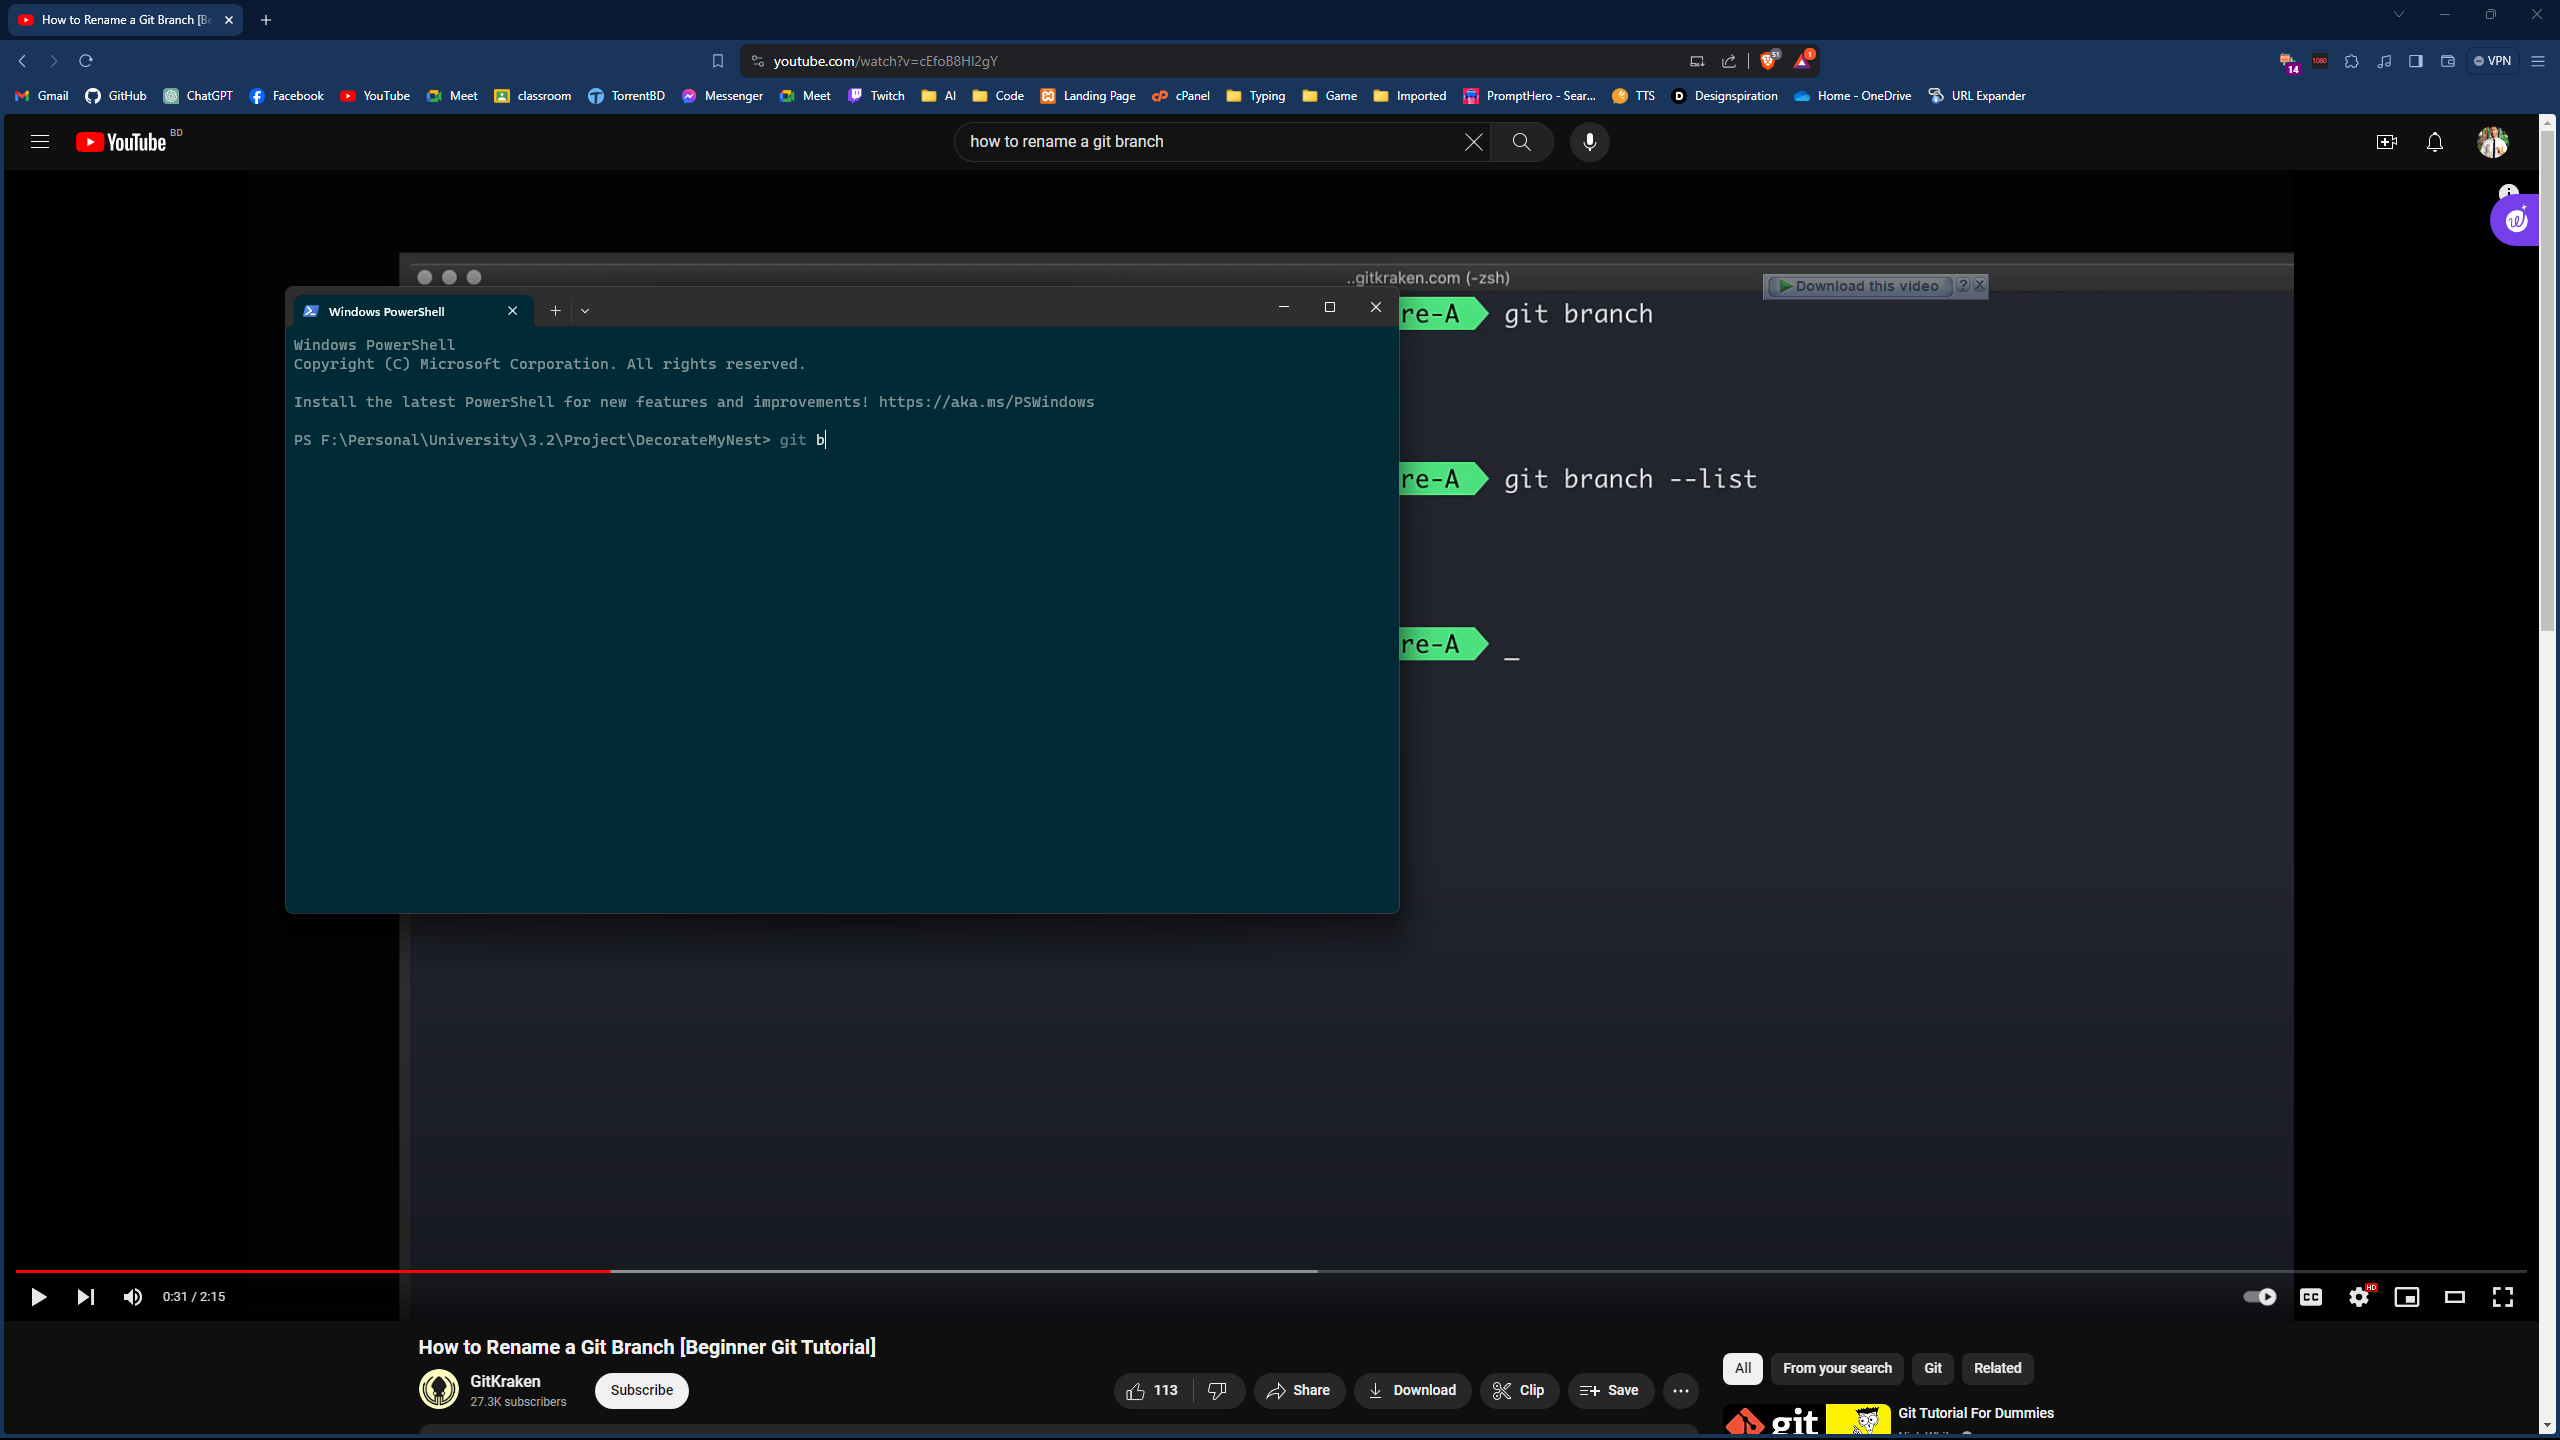 How to Rename a Git Branch [Be
youtube.com/watch?v=cEfoB8HI2gY
51
1
14
1080
VPN
Gmail GitHub ChatGPT Facebook YouTube Meet classroom TorrentBD Messenger Meet Twitch AI Code Landing Page cPanel Typing Game Imported PromptHero - Sear... TTS Designspiration Home - OneDrive URL Expander
YouTube BD
how to rename a git branch
..gitkraken.com (-zsh)
Download this video ? X
Windows PowerShell
Windows PowerShell
Copyright (C) Microsoft Corporation. All rights reserved.
Install the latest PowerShell for new features and improvements! https://aka.ms/PSWindows
PS F:\Personal\University\3.2\Project\DecorateMyNest> git b
re-A git branch
re-A git branch --list
re-A _
0:31 / 2:15
CC
HD
How to Rename a Git Branch [Beginner Git Tutorial]
GitKraken
27.3K subscribers
Subscribe
113
Share
Download
Clip
Save
All From your search Git Related
git
Git Tutorial For Dummies